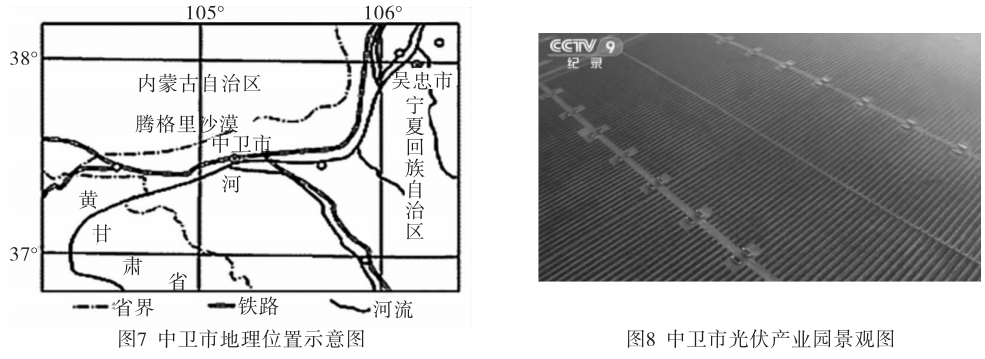 105° 106°
38°
内蒙古自治区
吴忠市
宁夏回族自治区
腾格里沙漠
中卫市
河
黄
甘
肃
省
37°
省界 铁路 河流
图7 中卫市地理位置示意图
CCTV 9
纪录
图8 中卫市光伏产业园景观图